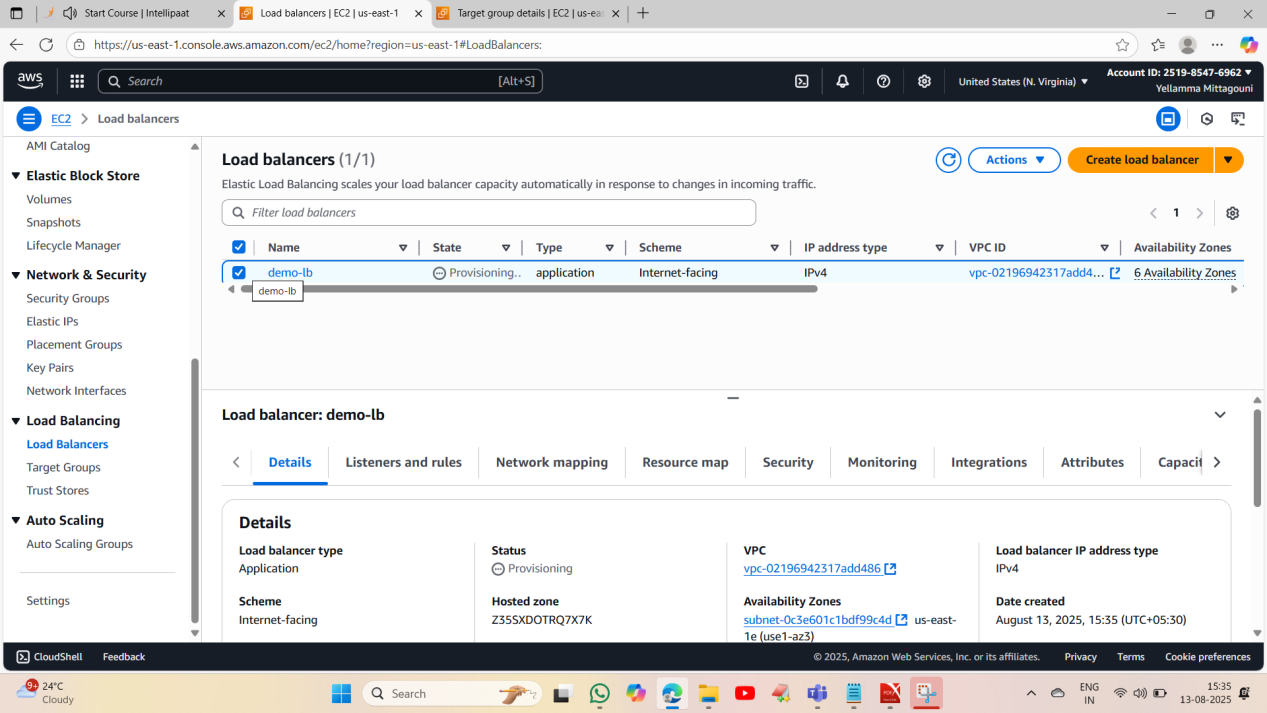 Start Course | Intellipaat
Load balancers | EC2 | us-east-1
Target group details | EC2 | us-eas
https://us-east-1.console.aws.amazon.com/ec2/home?region=us-east-1#LoadBalancers:
aws
Search [Alt+S]
United States (N. Virginia)
Account ID: 2519-8547-6962
Yellamma Mittagouni
EC2 > Load balancers
AMI Catalog
Elastic Block Store
Volumes
Snapshots
Lifecycle Manager
Network & Security
Security Groups
Elastic IPs
Placement Groups
Key Pairs
Network Interfaces
Load Balancing
Load Balancers
Target Groups
Trust Stores
Auto Scaling
Auto Scaling Groups
Settings
Load balancers (1/1)
Actions
Create load balancer
Elastic Load Balancing scales your load balancer capacity automatically in response to changes in incoming traffic.
Filter load balancers
1
Name State Type Scheme IP address type VPC ID Availability Zones
demo-lb Provisioning... application Internet-facing IPv4 vpc-02196942317add4... 6 Availability Zones
demo-lb
Load balancer: demo-lb
Details Listeners and rules Network mapping Resource map Security Monitoring Integrations Attributes Capacit
Details
Load balancer type
Application
Status
Provisioning
VPC
vpc-02196942317add486
Load balancer IP address type
IPv4
Scheme
Internet-facing
Hosted zone
Z35SXDOTRQ7X7K
Availability Zones
subnet-0c3e601c1bdf99c4d us-east-
1e (use1-az3)
Date created
August 13, 2025, 15:35 (UTC+05:30)
CloudShell Feedback
© 2025, Amazon Web Services, Inc. or its affiliates. Privacy Terms Cookie preferences
9+
24°C
Cloudy
Search
ENG
IN
15:35
13-08-2025